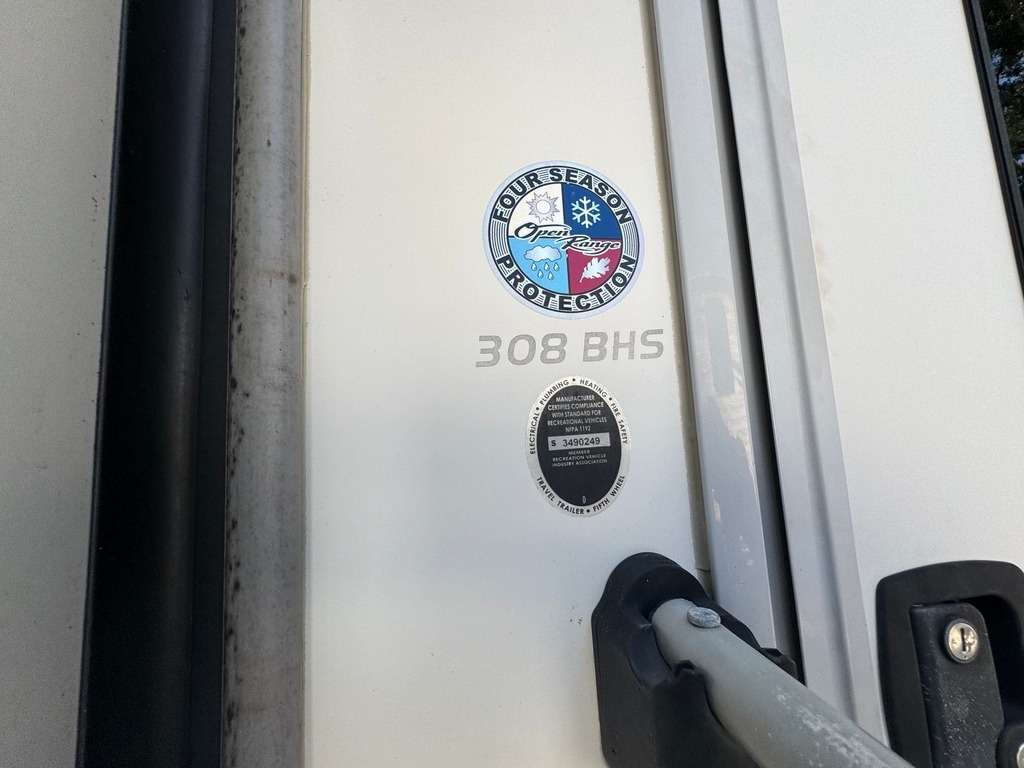 FOUR SEASON
Open Range
PROTECTION
308 BHS
ELECTRICAL • PLUMBING • HEATING • FIRE SAFETY
MANUFACTURER
CERTIFIES COMPLIANCE
WITH STANDARD FOR
RECREATIONAL VEHICLES
NFPA 1192
S 3490249
MEMBER
RECREATION VEHICLE
INDUSTRY ASSOCIATION
D
TRAVEL TRAILER • FIFTH WHEEL